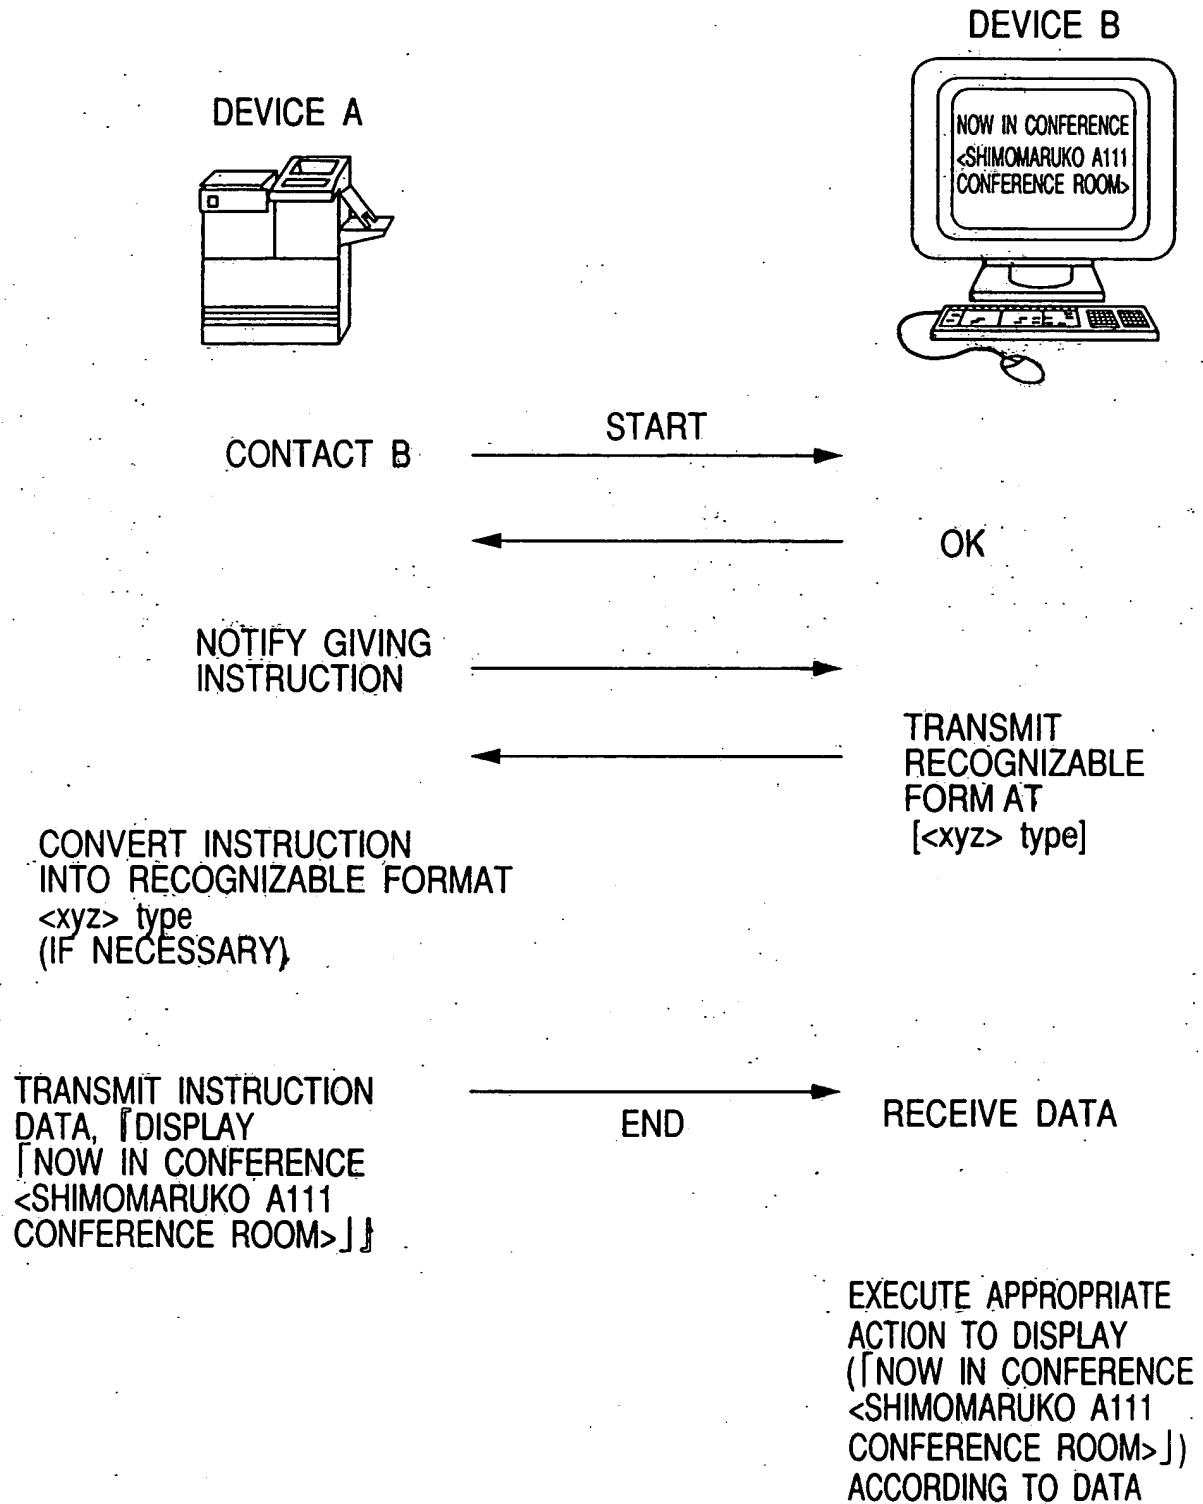 DEVICE B
NOW IN CONFERENCE
<SHIMOMARUKO A111
CONFERENCE ROOM>
DEVICE A
START
CONTACT B
OK
NOTIFY GIVING
INSTRUCTION
TRANSMIT
RECOGNIZABLE
FORM AT
[<xyz> type]
CONVERT INSTRUCTION
INTO RECOGNIZABLE FORMAT
<xyz> type
(IF NECESSARY)
TRANSMIT INSTRUCTION
DATA, 『DISPLAY
「NOW IN CONFERENCE
<SHIMOMARUKO A111
CONFERENCE ROOM>」』
END
RECEIVE DATA
EXECUTE APPROPRIATE
ACTION TO DISPLAY
(「NOW IN CONFERENCE
<SHIMOMARUKO A111
CONFERENCE ROOM>」)
ACCORDING TO DATA